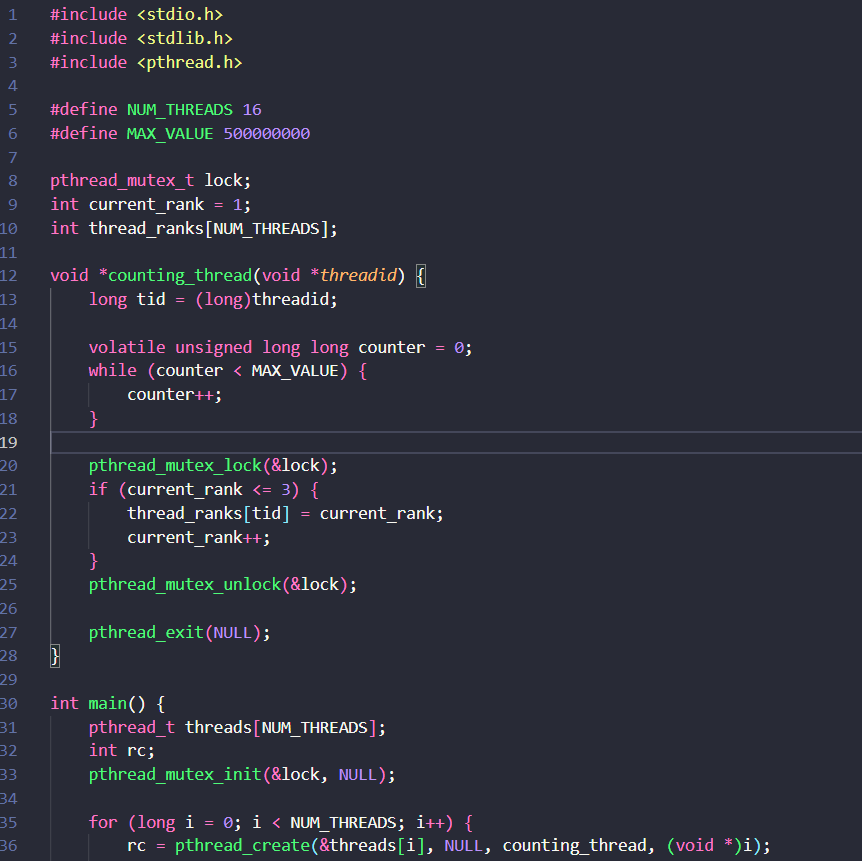 1 #include <stdio.h>
2 #include <stdlib.h>
3 #include <pthread.h>
4
5 #define NUM_THREADS 16
6 #define MAX_VALUE 500000000
7
8 pthread_mutex_t lock;
9 int current_rank = 1;
10 int thread_ranks[NUM_THREADS];
11
12 void *counting_thread(void *threadid) {
13     long tid = (long)threadid;
14
15     volatile unsigned long long counter = 0;
16     while (counter < MAX_VALUE) {
17         counter++;
18     }
19
20     pthread_mutex_lock(&lock);
21     if (current_rank <= 3) {
22         thread_ranks[tid] = current_rank;
23         current_rank++;
24     }
25     pthread_mutex_unlock(&lock);
26
27     pthread_exit(NULL);
28 }
29
30 int main() {
31     pthread_t threads[NUM_THREADS];
32     int rc;
33     pthread_mutex_init(&lock, NULL);
34
35     for (long i = 0; i < NUM_THREADS; i++) {
36         rc = pthread_create(&threads[i], NULL, counting_thread, (void *)i);